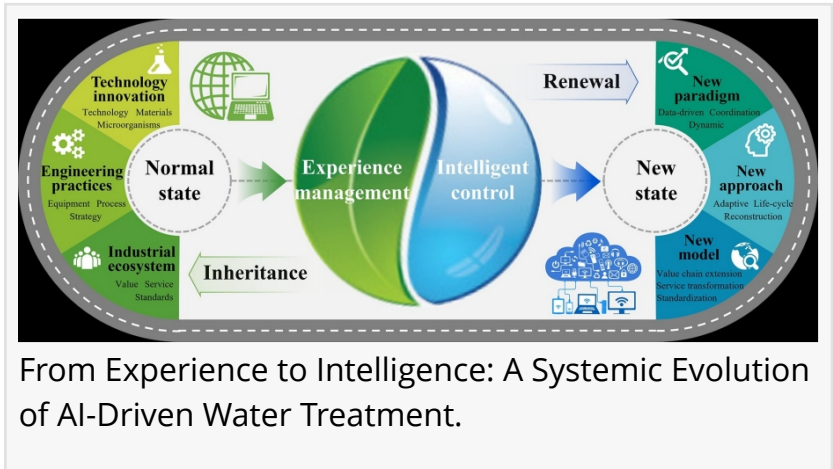 Technology
innovation
Technology Materials
Microorganisms
Engineering
practices
Equipment Process
Strategy
Industrial
ecosystem
Value Service
Standards
Normal
state
Inheritance
Experience
management
Intelligent
control
Renewal
New
state
New
paradigm
Data-driven Coordination
Dynamic
New
approach
Adaptive Life-cycle
Reconstruction
New
model
Value chain extension
Service transformation
Standardization
From Experience to Intelligence: A Systemic Evolution
of AI-Driven Water Treatment.